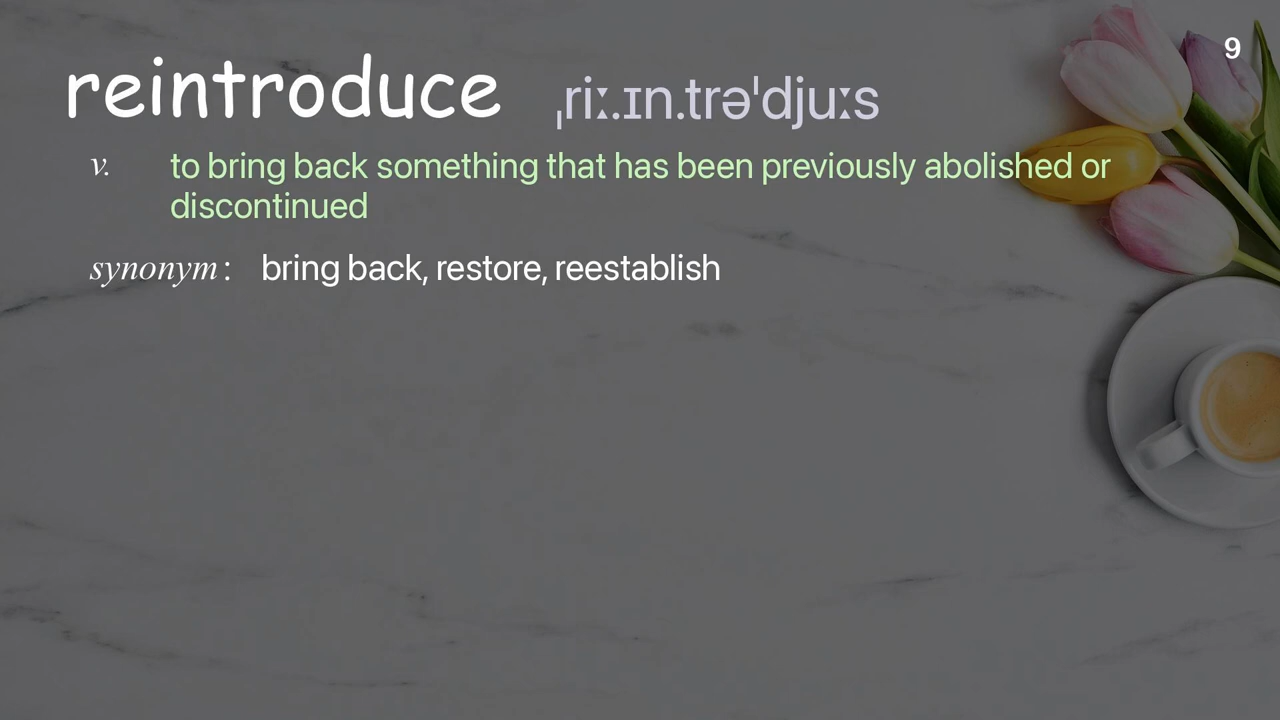 9
reintroduce ˌriː.ɪn.trəˈdjuːs
v. to bring back something that has been previously abolished or
discontinued
synonym : bring back, restore, reestablish